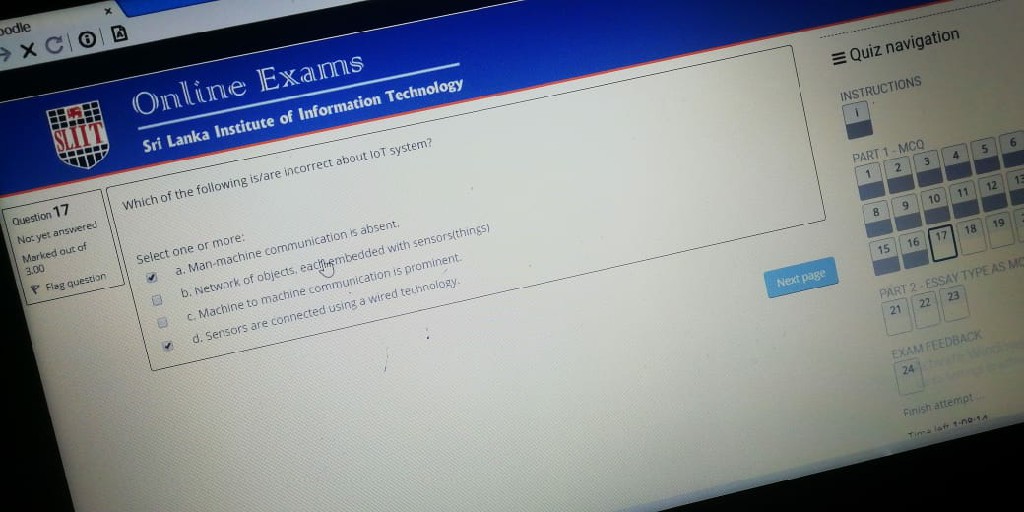 oodle
Online Exams
Sri Lanka Institute of Information Technology
SLIIT
Question 17
Not yet answered
Marked out of
3.00
Flag question
Which of the following is/are incorrect about IoT system?
Select one or more:
a. Man-machine communication is absent.
b. Network of objects, each embedded with sensors(things)
c. Machine to machine communication is prominent.
d. Sensors are connected using a wired technology.
Next page
Quiz navigation
INSTRUCTIONS
i
PART 1 - MCQ
1 2 3 4 5 6
8 9 10 11 12 13
15 16 17 18 19
PART 2 - ESSAY TYPE AS MC
21 22 23
EXAM FEEDBACK
24
Finish attempt ...
Time left